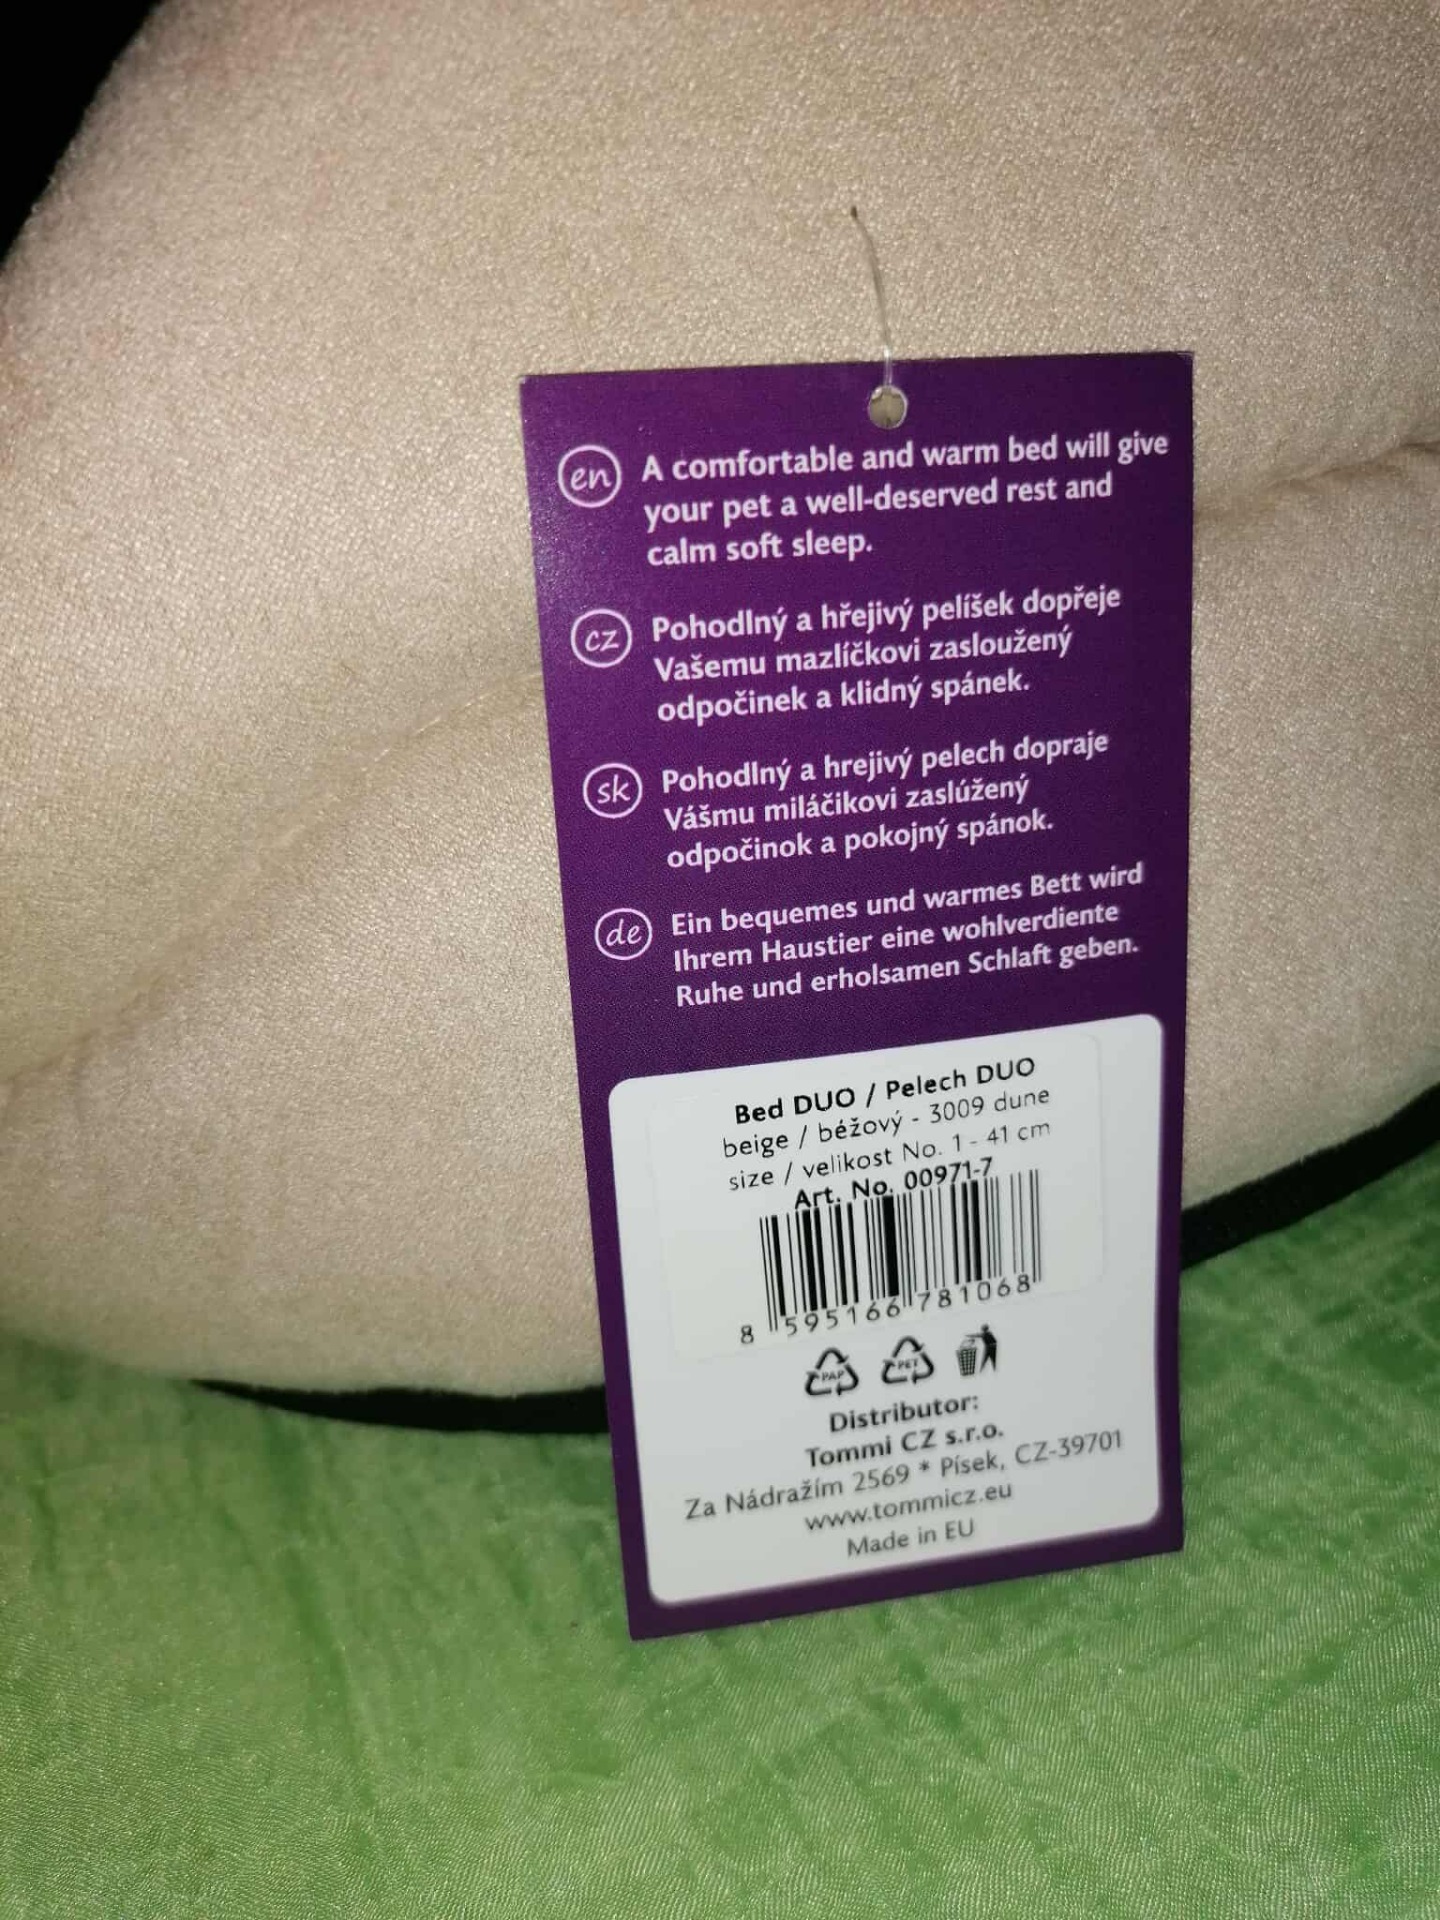 en
A comfortable and warm bed will give
your pet a well-deserved rest and
calm soft sleep.
cz
Pohodlný a hřejivý pelíšek dopřeje
Vašemu mazlíčkovi zasloužený
odpočinek a klidný spánek.
sk
Pohodlný a hrejivý pelech dopraje
Vášmu miláčikovi zaslúžený
odpočinok a pokojný spánok.
de
Ein bequemes und warmes Bett wird
Ihrem Haustier eine wohlverdiente
Ruhe und erholsamen Schlaft geben.
Bed DUO / Pelech DUO
beige / béžový - 3009 dune
size / velikost No. 1 - 41 cm
Art. No. 00971-7
8 595166 781068
PAP PET
Distributor:
Tommi CZ s.r.o.
Za Nádražím 2569 * Písek, CZ-39701
www.tommicz.eu
Made in EU